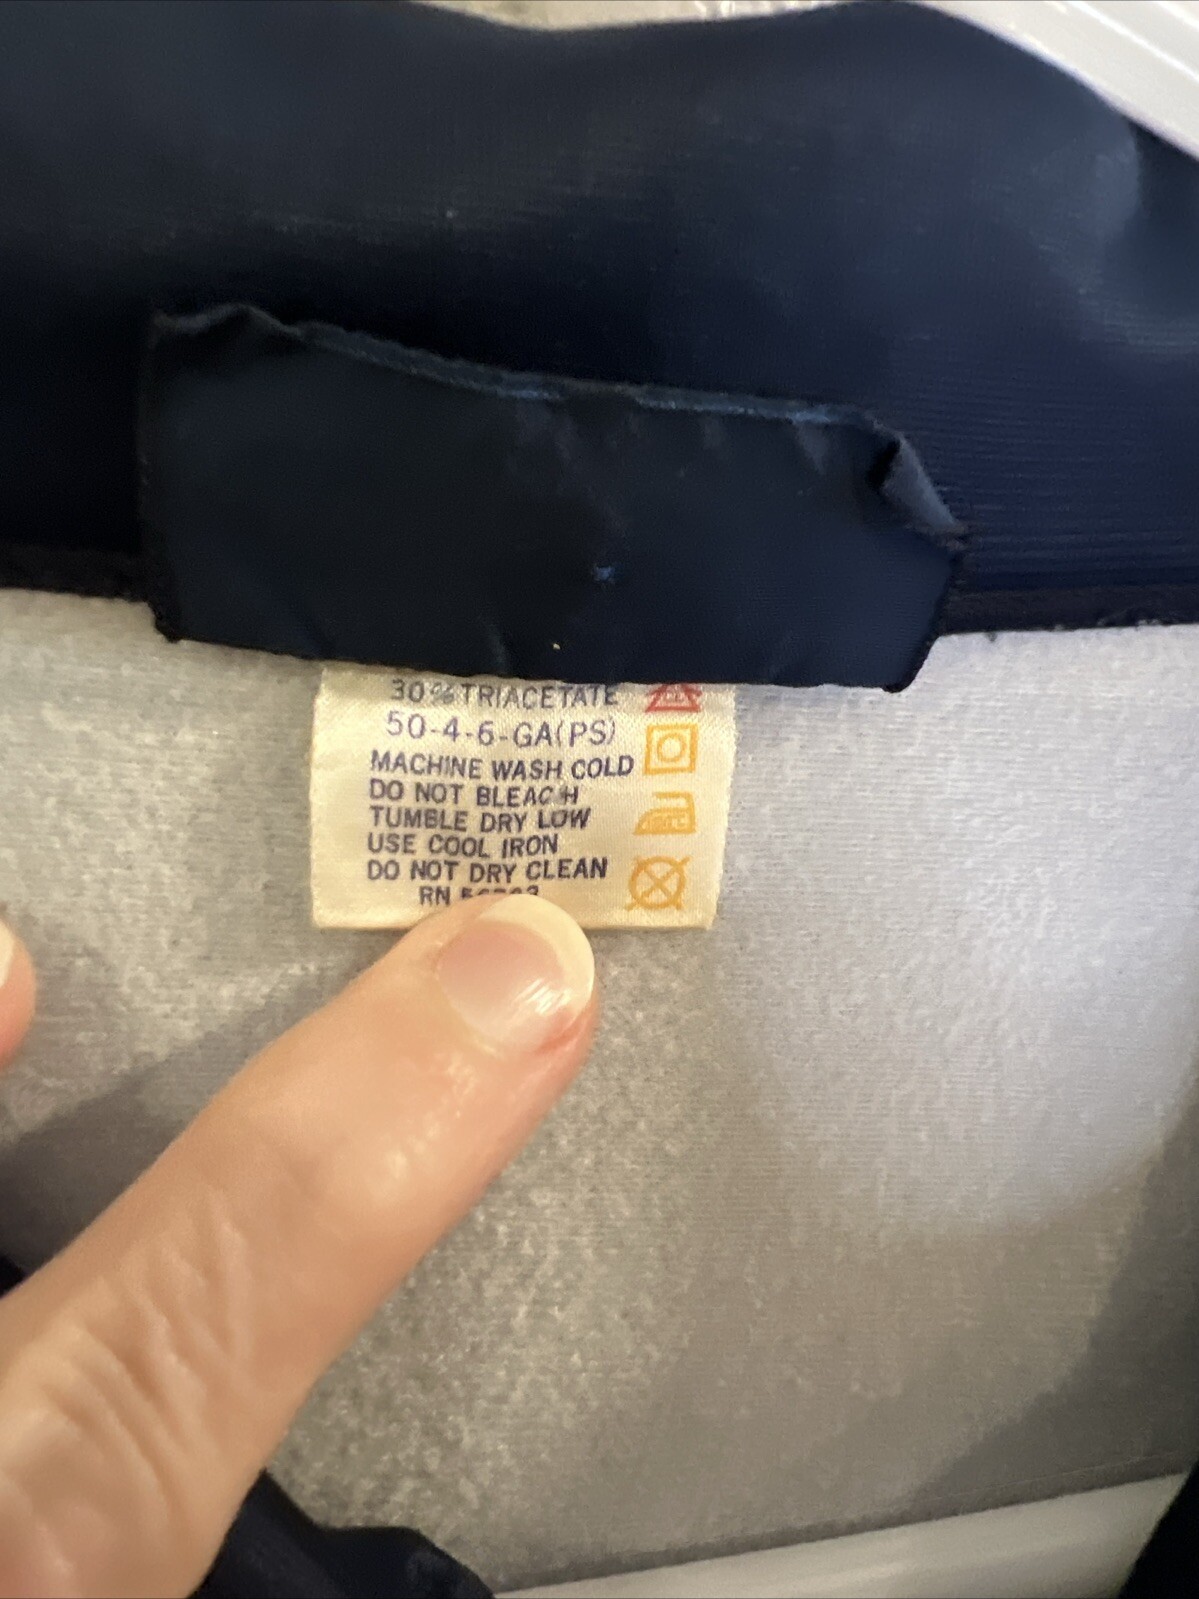 30% TRIACETATE
50-4-6-GA(PS)
MACHINE WASH COLD
DO NOT BLEACH
TUMBLE DRY LOW
USE COOL IRON
DO NOT DRY CLEAN
RN